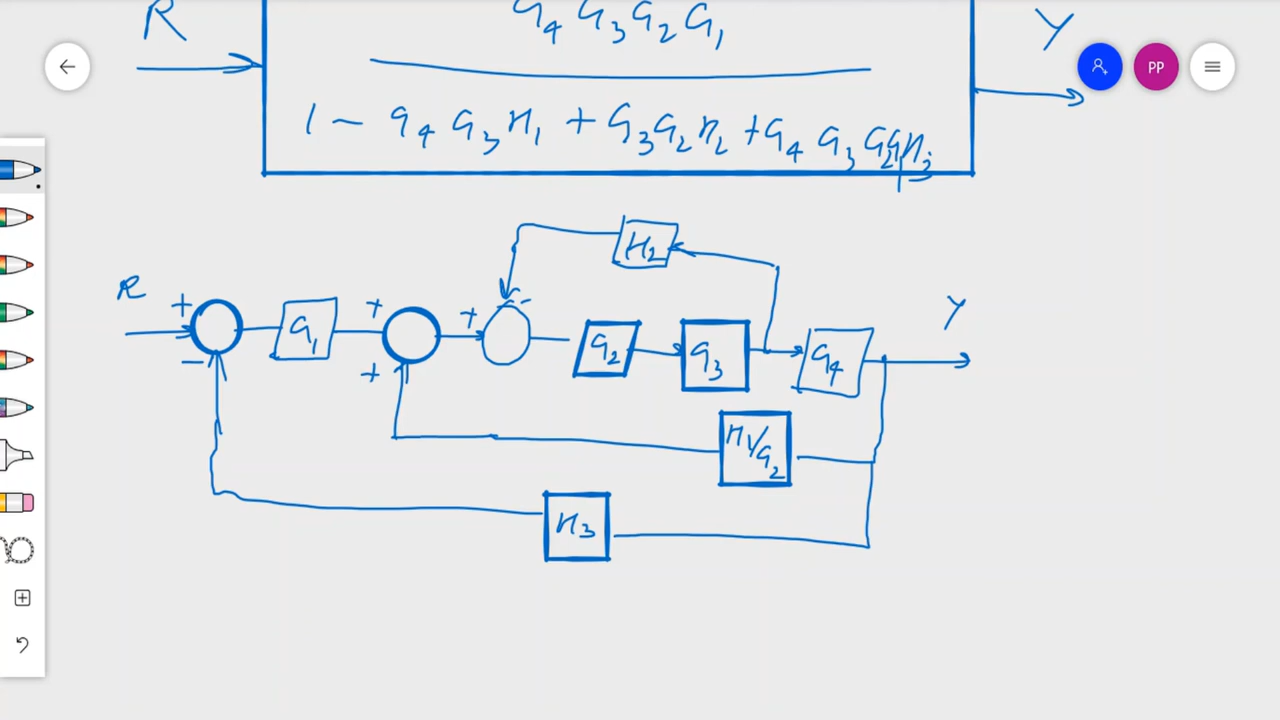 R G₄ G₃ G₂ G₁ Y
PP
1 − G₄ G₃ H₁ + G₃ G₂ H₂ + G₄ G₃ G₂ G₁ H₃
H₂
R + G₁ + + − G₂ G₃ G₄ Y
− +
H₁/G₂
H₃